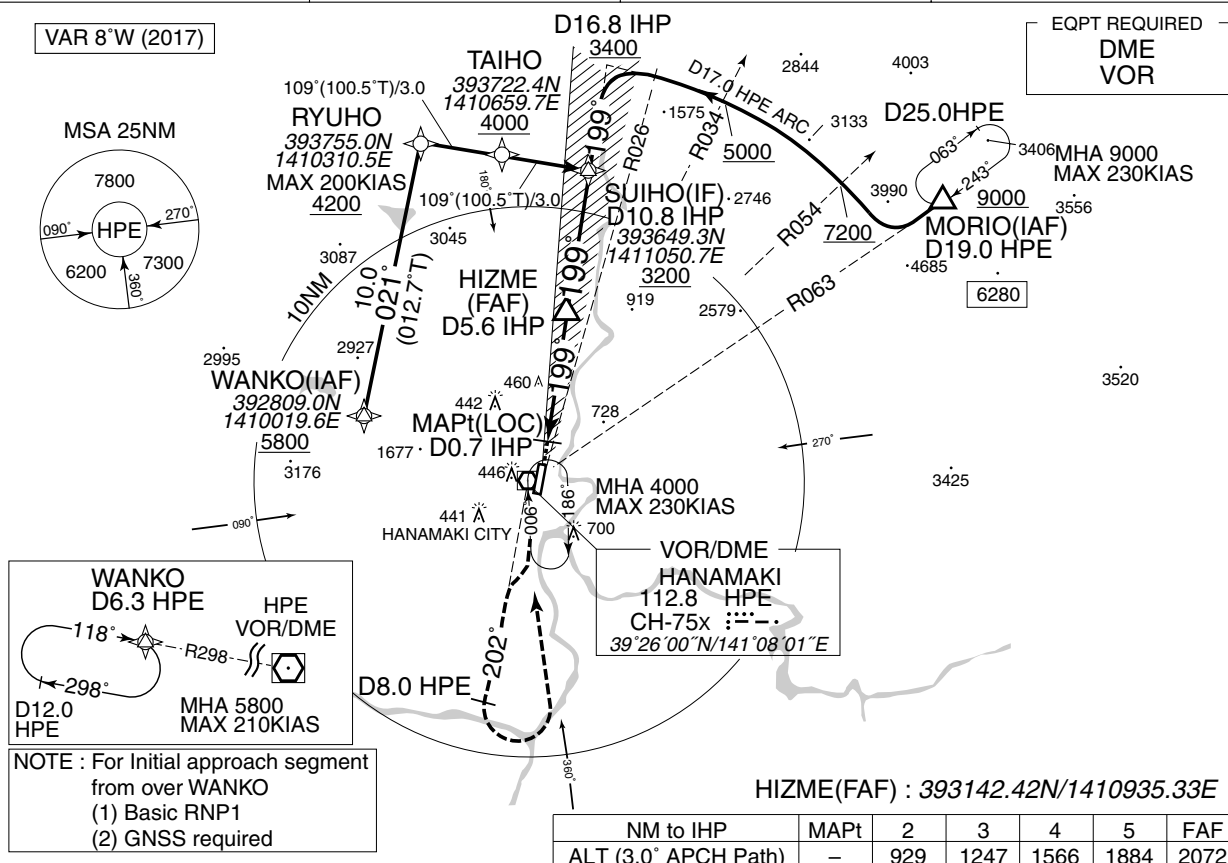 VAR 8°W (2017)
D16.8 IHP
3400
EQPT REQUIRED
DME
VOR
TAIHO
393722.4N
1410659.7E
4000
109°(100.5°T)/3.0
RYUHO
393755.0N
1410310.5E
MAX 200KIAS
4200
MSA 25NM
7800
090°
HPE
270°
6200
7300
360°
199°
R026
1575
R034
D17.0 HPE ARC
2844
4003
3133
5000
D25.0HPE
063°
243°
3406
MHA 9000
MAX 230KIAS
3990
9000
3556
MORIO(IAF)
D19.0 HPE
7200
R054
4685
6280
R063
180°
109°(100.5°T)/3.0
SUIHO(IF)
D10.8 IHP
393649.3N
1411050.7E
3200
2746
919
2579
3045
3087
10NM
10.0
021°
(012.7°T)
199°
HIZME
(FAF)
D5.6 IHP
199°
2995
2927
WANKO(IAF)
392809.0N
1410019.6E
5800
3176
460
442
MAPt(LOC)
D0.7 IHP
1677
446
728
270°
3520
3425
441
HANAMAKI CITY
006°
186°
MHA 4000
MAX 230KIAS
700
090°
VOR/DME
HANAMAKI
112.8 HPE
CH-75x
39°26′00″N/141°08′01″E
WANKO
D6.3 HPE
HPE
VOR/DME
118°
R298
298°
D12.0
HPE
MHA 5800
MAX 210KIAS
202°
D8.0 HPE
360°
NOTE : For Initial approach segment
from over WANKO
(1) Basic RNP1
(2) GNSS required
HIZME(FAF) : 393142.42N/1410935.33E
NM to IHP MAPt 2 3 4 5 FAF
ALT (3.0° APCH Path) – 929 1247 1566 1884 2072